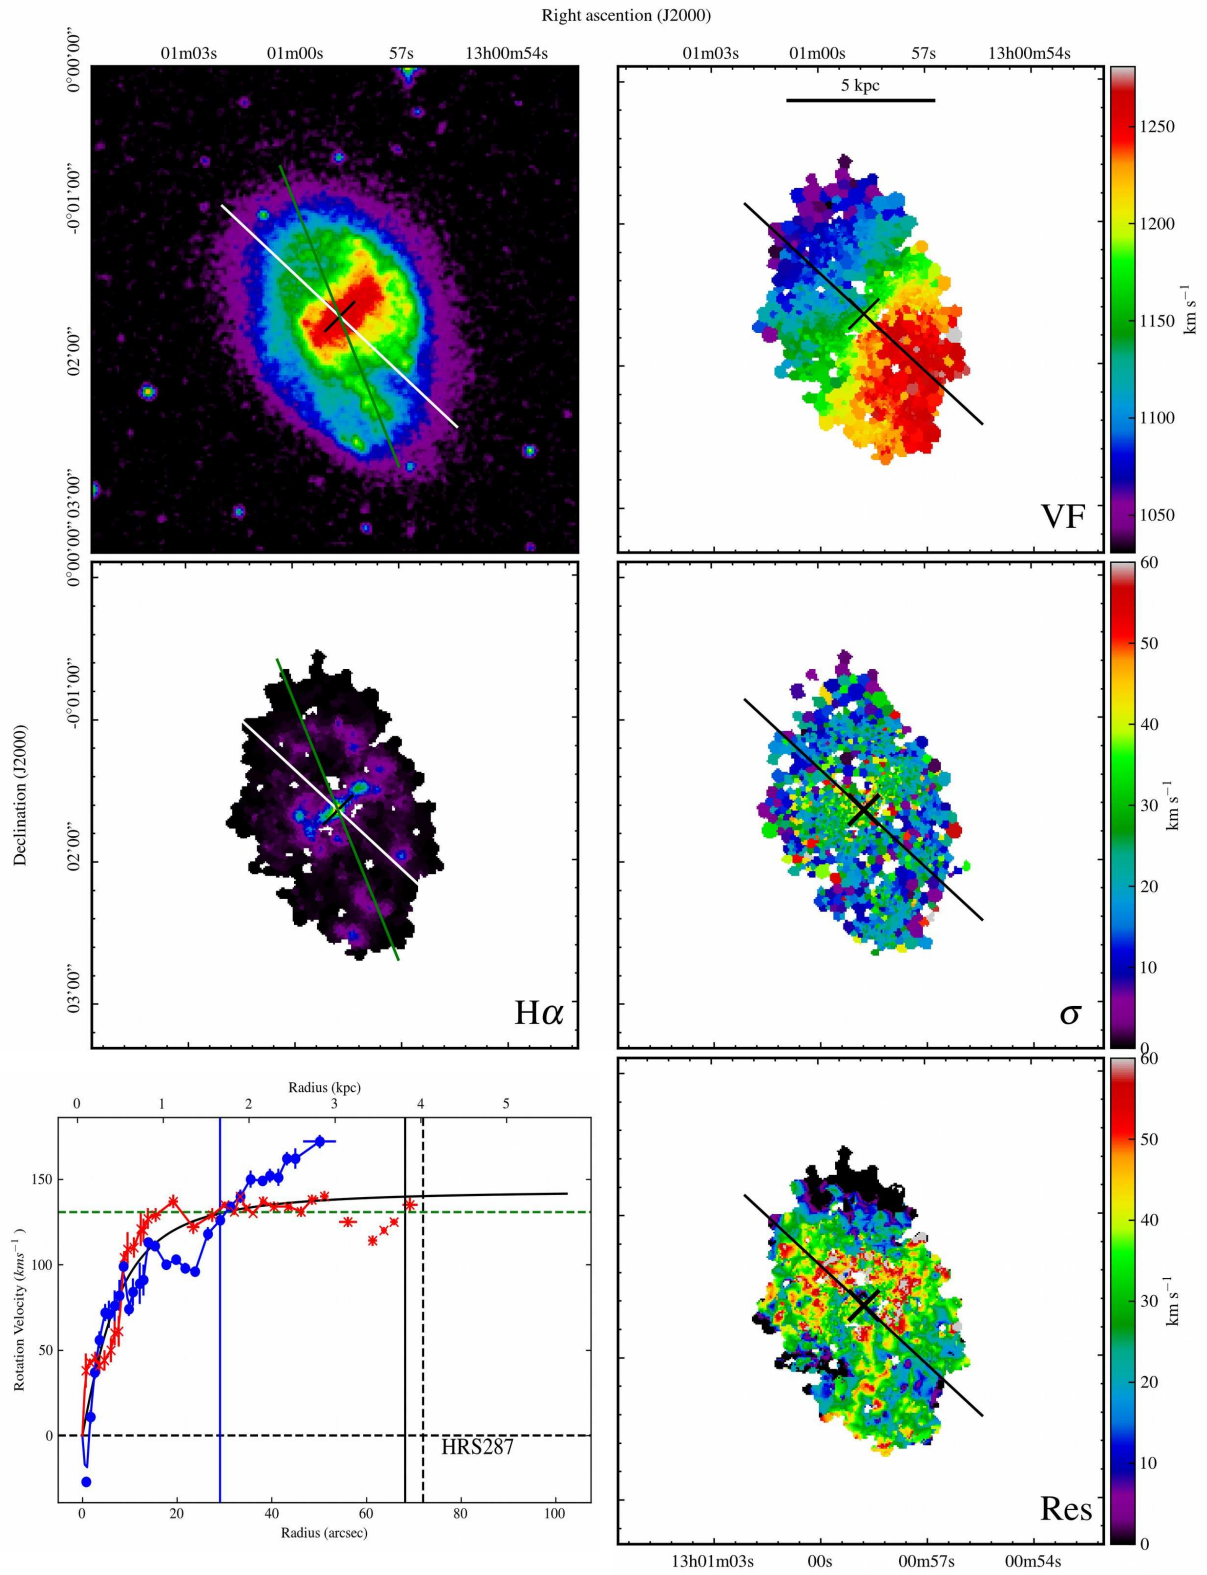 Right ascention (J2000)
01m03s 01m00s 57s 13h00m54s
01m03s 01m00s 57s 13h00m54s
0°00'00"
-0°01'00"
02'00"
03'00"
5 kpc
VF
1250
1200
1150
1100
1050
km s⁻¹
Declination (J2000)
0°00'00"
-0°01'00"
02'00"
03'00"
Hα
σ
60
50
40
30
20
10
0
km s⁻¹
Radius (kpc)
0 1 2 3 4 5
Rotation Velocity (kms⁻¹ )
150
100
50
0
HRS287
0 20 40 60 80 100
Radius (arcsec)
Res
60
50
40
30
20
10
0
km s⁻¹
13h01m03s 00s 00m57s 00m54s